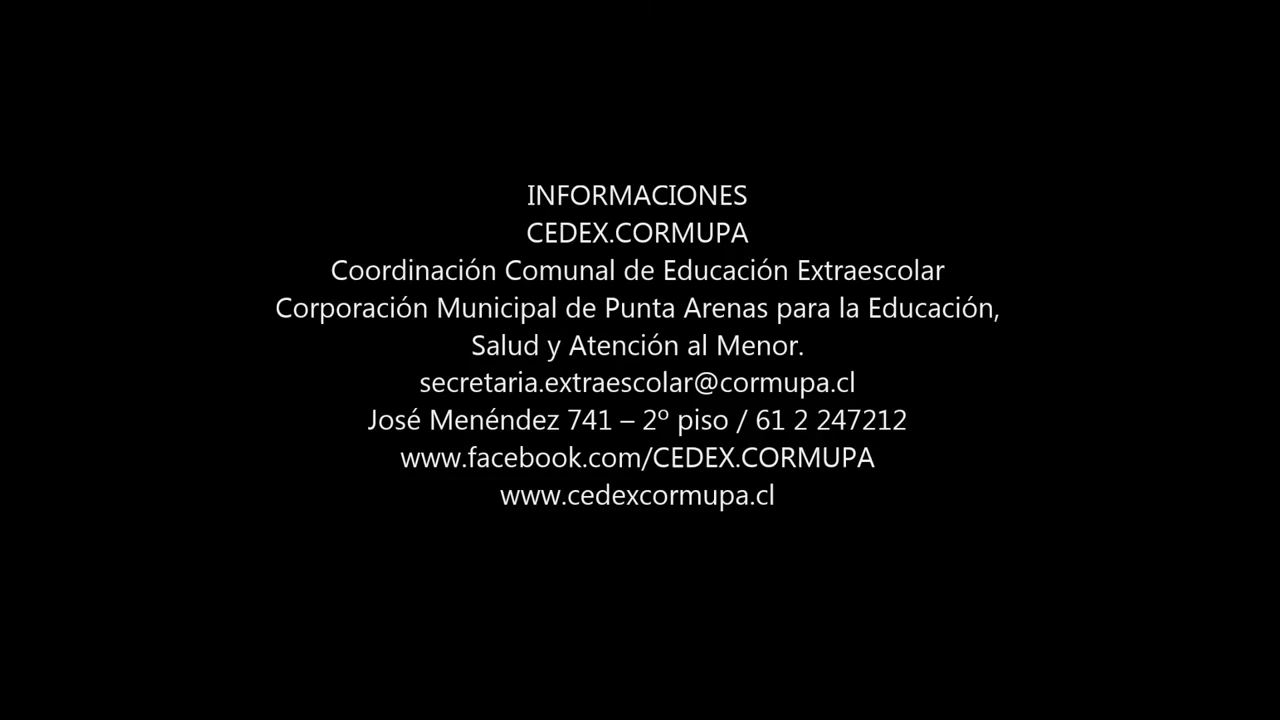 INFORMACIONES
CEDEX.CORMUPA
Coordinación Comunal de Educación Extraescolar
Corporación Municipal de Punta Arenas para la Educación,
Salud y Atención al Menor.
secretaria.extraescolar@cormupa.cl
José Menéndez 741 – 2º piso / 61 2 247212
www.facebook.com/CEDEX.CORMUPA
www.cedexcormupa.cl